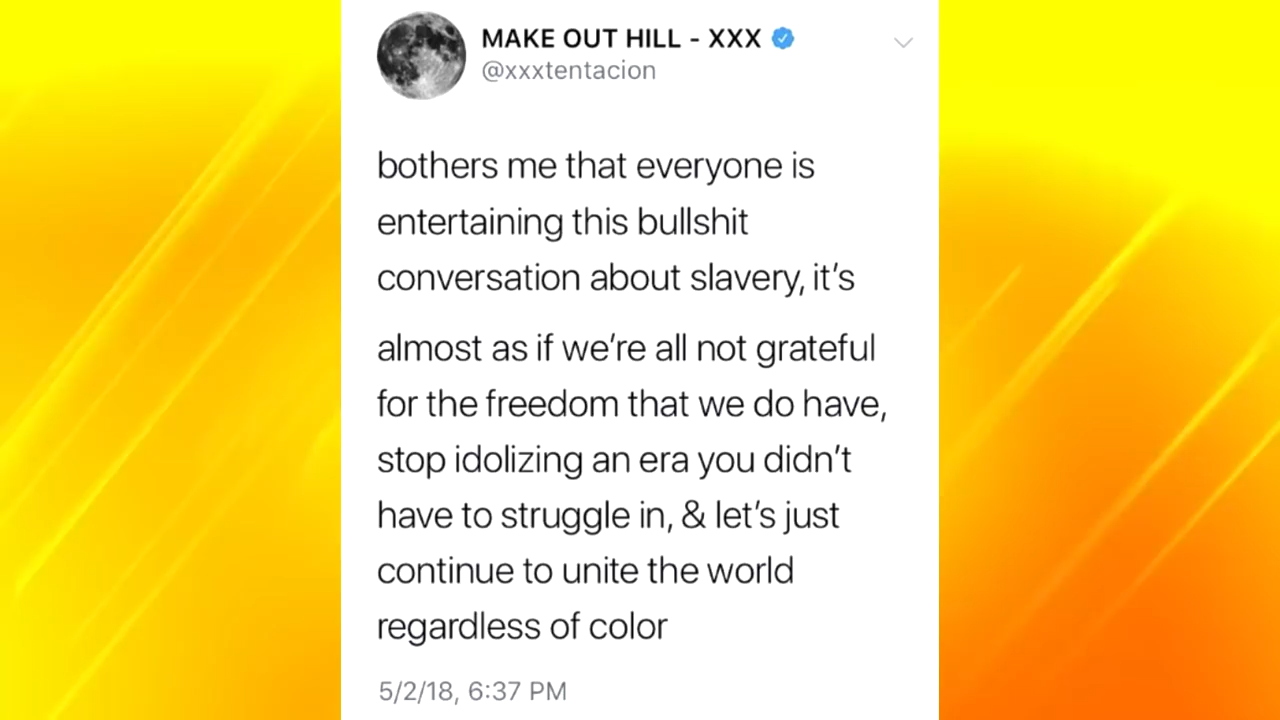 MAKE OUT HILL - XXX
@xxxtentacion
bothers me that everyone is
entertaining this bullshit
conversation about slavery, it's
almost as if we're all not grateful
for the freedom that we do have,
stop idolizing an era you didn't
have to struggle in, & let's just
continue to unite the world
regardless of color
5/2/18, 6:37 PM